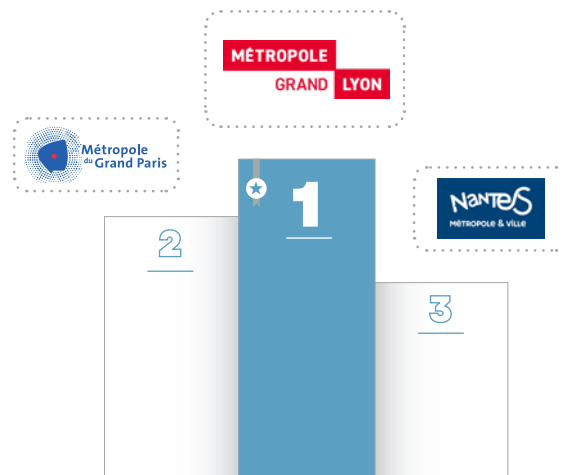 MÉTROPOLE
GRAND LYON
Métropole
du Grand Paris
1
NANTES
MÉTROPOLE & VILLE
2
3